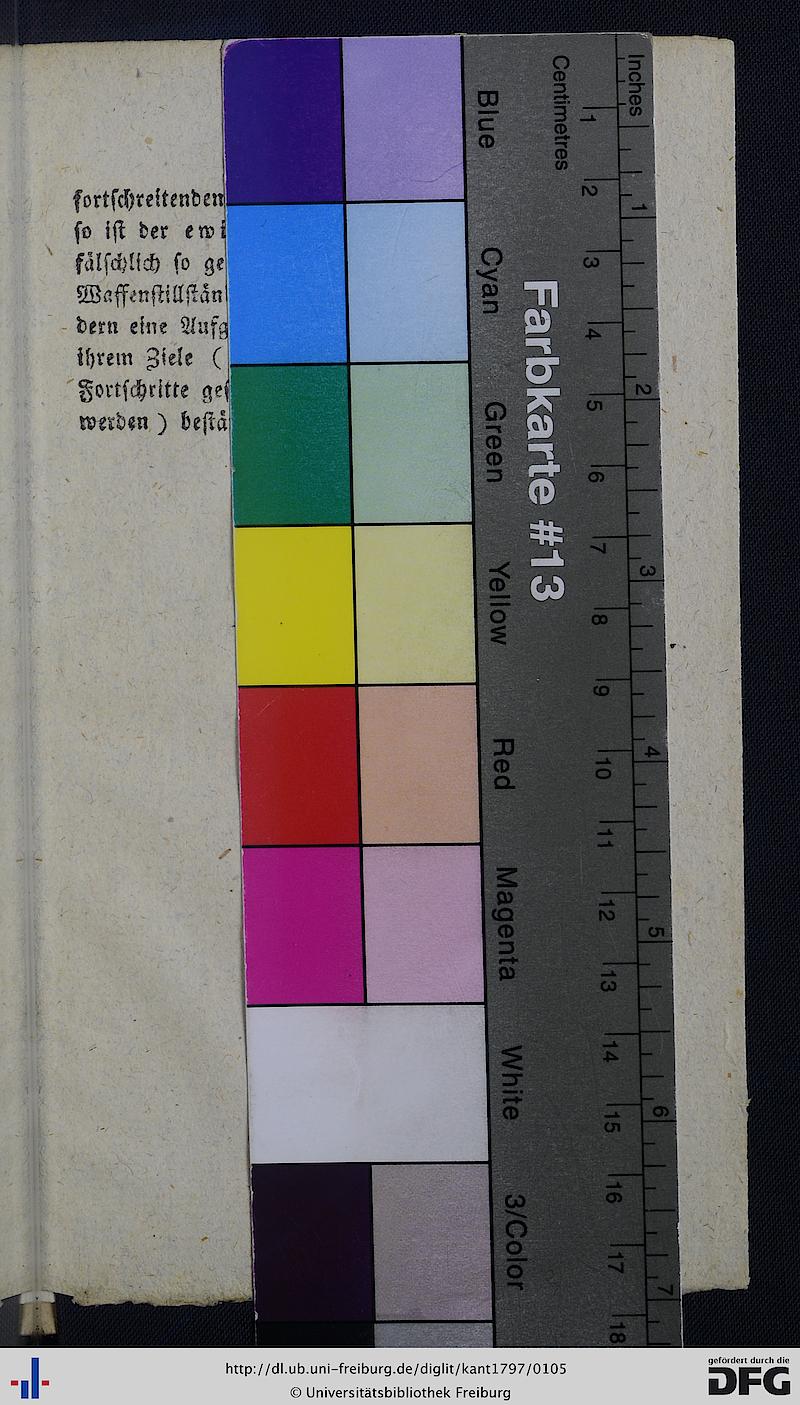 fortſchreitenden
ſo iſt der ewi
fälſchlich ſo ge
Waffenſtillſtän
dern eine Aufg
ihrem Ziele (
Fortſchritte geſ
werden ) beſtä
Blue
Cyan
Green
Yellow
Red
Magenta
White
3/Color
Farbkarte #13
Centimetres
1
2
3
4
5
6
7
8
9
10
11
12
13
14
15
16
17
18
Inches
1
2
3
4
5
6
7
http://dl.ub.uni-freiburg.de/diglit/kant1797/0105
© Universitätsbibliothek Freiburg
gefördert durch die
DFG